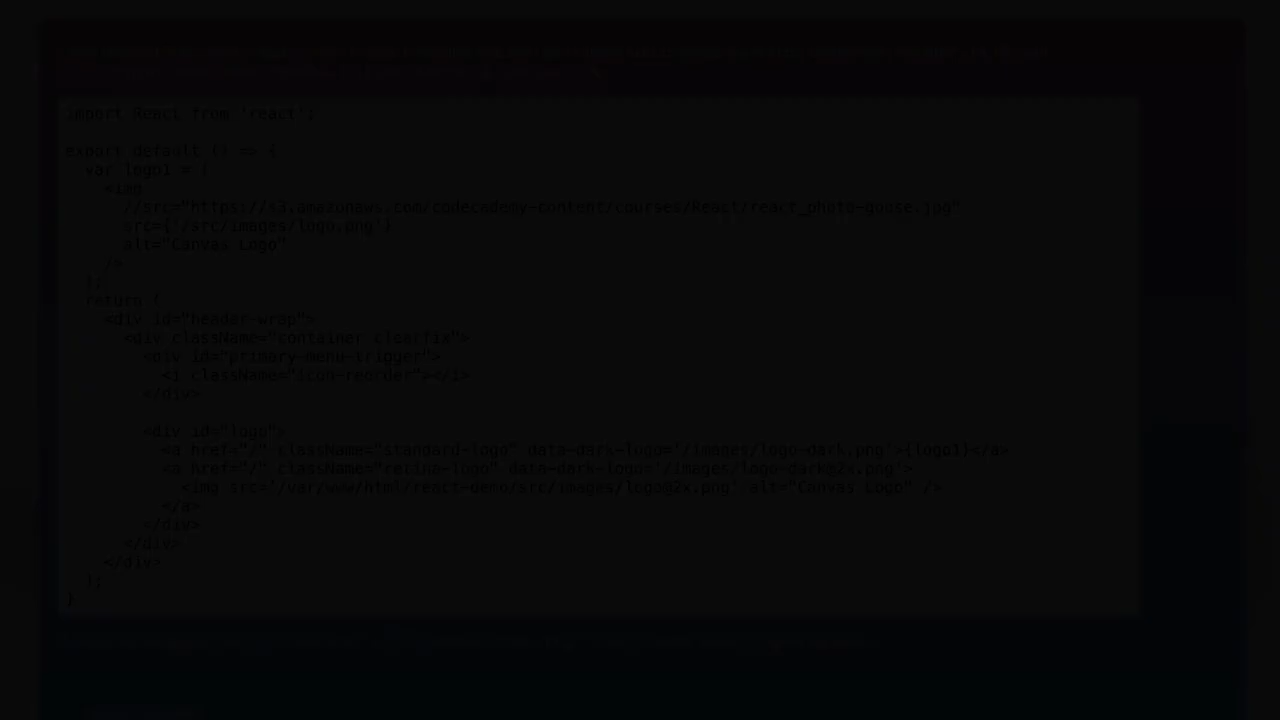 import React from 'react';
export default () => {
var logo1 = (
<img
//src="https://s3.amazonaws.com/codecademy-content/courses/React/react_photo-goose.jpg"
src={'/src/images/logo.png'}
alt="Canvas Logo"
/>
);
return (
<div id="header-wrap">
<div className="container clearfix">
<div id="primary-menu-trigger">
<i className="icon-reorder"></i>
</div>
<div id="logo">
<a href="/" className="standard-logo" data-dark-logo='/images/logo-dark.png'>{logo1}</a>
<a href="/" className="retina-logo" data-dark-logo='/images/logo-dark@2x.png'>
<img src='/var/www/html/react-demo/src/images/logo@2x.png' alt="Canvas Logo" />
</a>
</div>
</div>
</div>
);
}